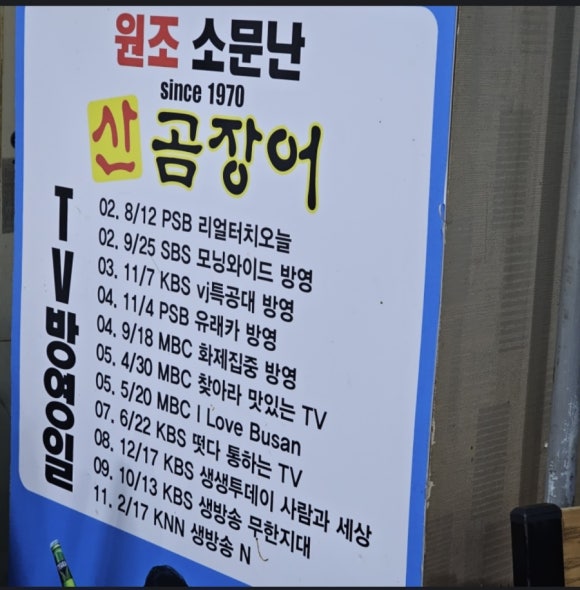 원조 소문난
since 1970
산 곰장어
TV방영일
02. 8/12 PSB 리얼터치오늘
02. 9/25 SBS 모닝와이드 방영
03. 11/7 KBS vj특공대 방영
04. 11/4 PSB 유래카 방영
04. 9/18 MBC 화제집중 방영
05. 4/30 MBC 찾아라 맛있는 TV
05. 5/20 MBC I Love Busan
07. 6/22 KBS 떳다 통하는 TV
08. 12/17 KBS 생생투데이 사람과 세상
09. 10/13 KBS 생방송 무한지대
11. 2/17 KNN 생방송 N